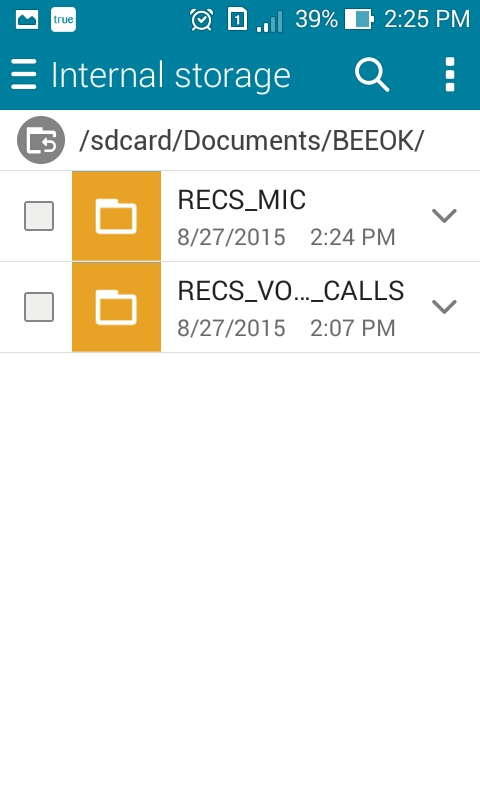 true 1 39% 2:25 PM
Internal storage
/sdcard/Documents/BEEOK/
RECS_MIC
8/27/2015 2:24 PM
RECS_VO..._CALLS
8/27/2015 2:07 PM